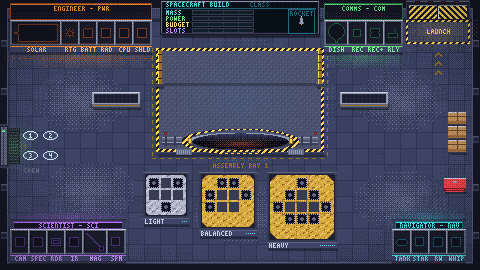 ENGINEER - PWR
SPACECRAFT BUILD CLASS
COMMS - COM
MASS
POWER
BUDGET
SLOTS
ROCKET
LAUNCH
SOLAR RTG BATT RAD CPU SHLD
DISH REC REC+ RLY
1 2
3 4
CREW
ASSEMBLY BAY 1
LIGHT
BALANCED
HEAVY
SCIENTIST - SCI
NAVIGATOR - NAV
CAM SPEC RDR IR MAG SPN
TANK STAR RW WHIP